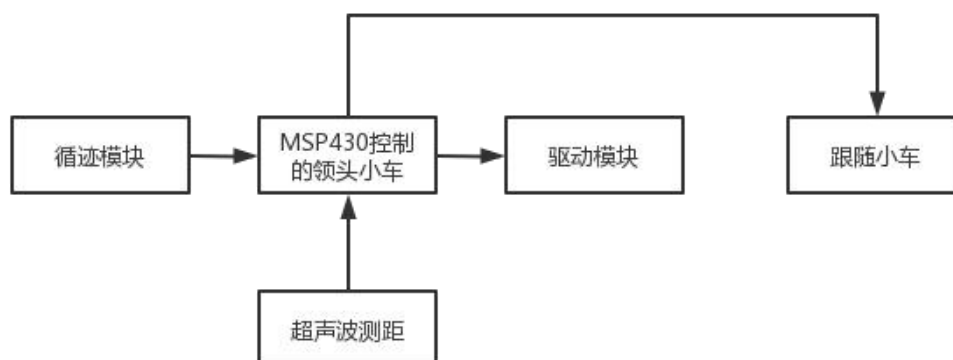 循迹模块
MSP430控制
的领头小车
驱动模块
跟随小车
超声波测距